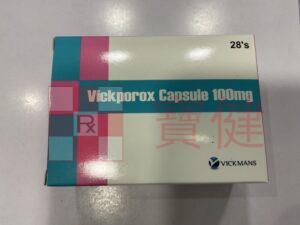 28's
Vickporox Capsule 100mg
Rx
寶健
VICKMANS